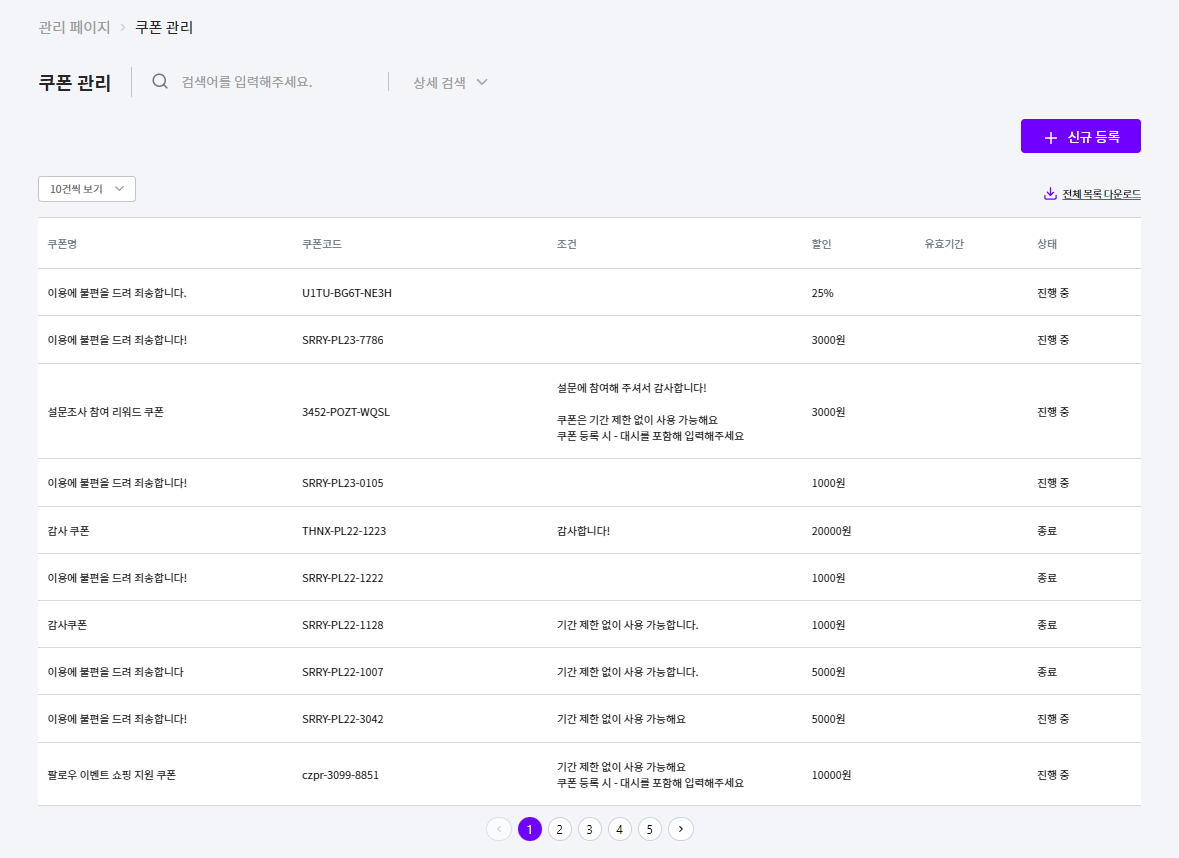 관리 페이지 > 쿠폰 관리
쿠폰 관리 검색어를 입력해주세요. 상세 검색
+ 신규 등록
10건씩 보기 전체 목록 다운로드
쿠폰명 쿠폰코드 조건 할인 유효기간 상태
이용에 불편을 드려 죄송합니다. U1TU-BG6T-NE3H 25% 진행 중
이용에 불편을 드려 죄송합니다! SRRY-PL23-7786 3000원 진행 중
설문에 참여해 주셔서 감사합니다!
설문조사 참여 리워드 쿠폰 3452-POZT-WQSL 3000원 진행 중
쿠폰은 기간 제한 없이 사용 가능해요
쿠폰 등록 시 - 대시를 포함해 입력해주세요
이용에 불편을 드려 죄송합니다! SRRY-PL23-0105 1000원 진행 중
감사 쿠폰 THNX-PL22-1223 감사합니다! 20000원 종료
이용에 불편을 드려 죄송합니다! SRRY-PL22-1222 1000원 종료
감사쿠폰 SRRY-PL22-1128 기간 제한 없이 사용 가능합니다. 1000원 종료
이용에 불편을 드려 죄송합니다 SRRY-PL22-1007 기간 제한 없이 사용 가능합니다. 5000원 종료
이용에 불편을 드려 죄송합니다! SRRY-PL22-3042 기간 제한 없이 사용 가능해요 5000원 진행 중
기간 제한 없이 사용 가능해요
팔로우 이벤트 쇼핑 지원 쿠폰 czpr-3099-8851 10000원 진행 중
쿠폰 등록 시 - 대시를 포함해 입력해주세요
< 1 2 3 4 5 >